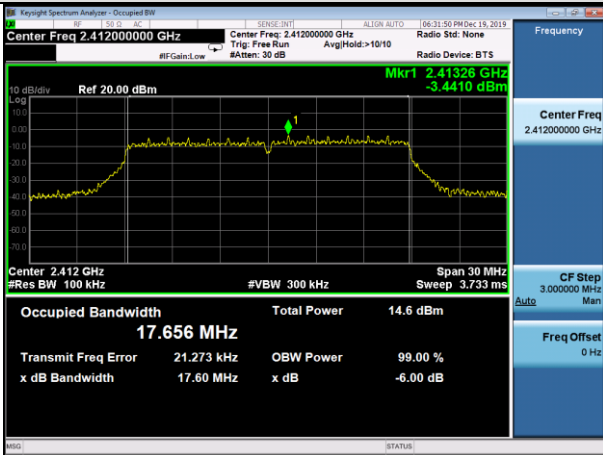 Keysight Spectrum Analyzer - Occupied BW
RF 50 Ω AC SENSE:INT ALIGN AUTO 06:31:50 PM Dec 19, 2019
Center Freq 2.412000000 GHz
Center Freq: 2.412000000 GHz
Radio Std: None
Trig: Free Run Avg|Hold:>10/10
#IFGain:Low #Atten: 30 dB Radio Device: BTS
Mkr1 2.41326 GHz
-3.4410 dBm
10 dB/div Ref 20.00 dBm
Log
10.0
0.00
-10.0
-20.0
-30.0
-40.0
-50.0
-60.0
-70.0
1
Center 2.412 GHz Span 30 MHz
#Res BW 100 kHz #VBW 300 kHz Sweep 3.733 ms
Occupied Bandwidth Total Power 14.6 dBm
17.656 MHz
Transmit Freq Error 21.273 kHz OBW Power 99.00 %
x dB Bandwidth 17.60 MHz x dB -6.00 dB
MSG STATUS
Frequency
Center Freq
2.412000000 GHz
CF Step
3.000000 MHz
Auto Man
Freq Offset
0 Hz